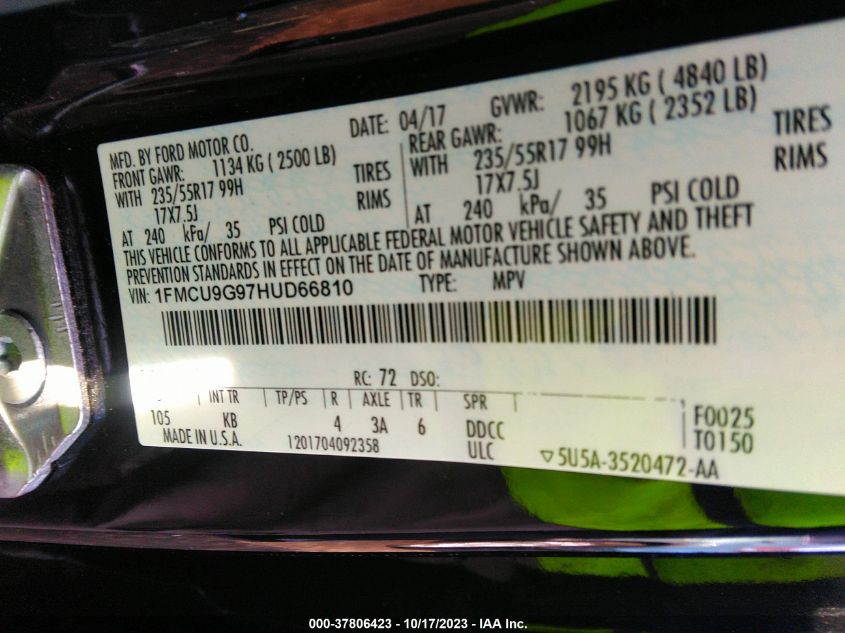 MFD. BY FORD MOTOR CO.
DATE: 04/17 GVWR: 2195 KG ( 4840 LB)
FRONT GAWR: 1134 KG ( 2500 LB) REAR GAWR: 1067 KG ( 2352 LB)
WITH 235/55R17 99H TIRES WITH 235/55R17 99H TIRES
17X7.5J RIMS 17X7.5J RIMS
AT 240 kPa/ 35 PSI COLD AT 240 kPa/ 35 PSI COLD
THIS VEHICLE CONFORMS TO ALL APPLICABLE FEDERAL MOTOR VEHICLE SAFETY AND THEFT
PREVENTION STANDARDS IN EFFECT ON THE DATE OF MANUFACTURE SHOWN ABOVE.
VIN: 1FMCU9G97HUD66810 TYPE: MPV
RC: 72 DSO:
INT TR TP/PS R AXLE TR SPR
105 KB 4 3A 6 DDCC F0025
MADE IN U.S.A. 1201704092358 ULC T0150
5U5A-3520472-AA
000-37806423 - 10/17/2023 - IAA Inc.